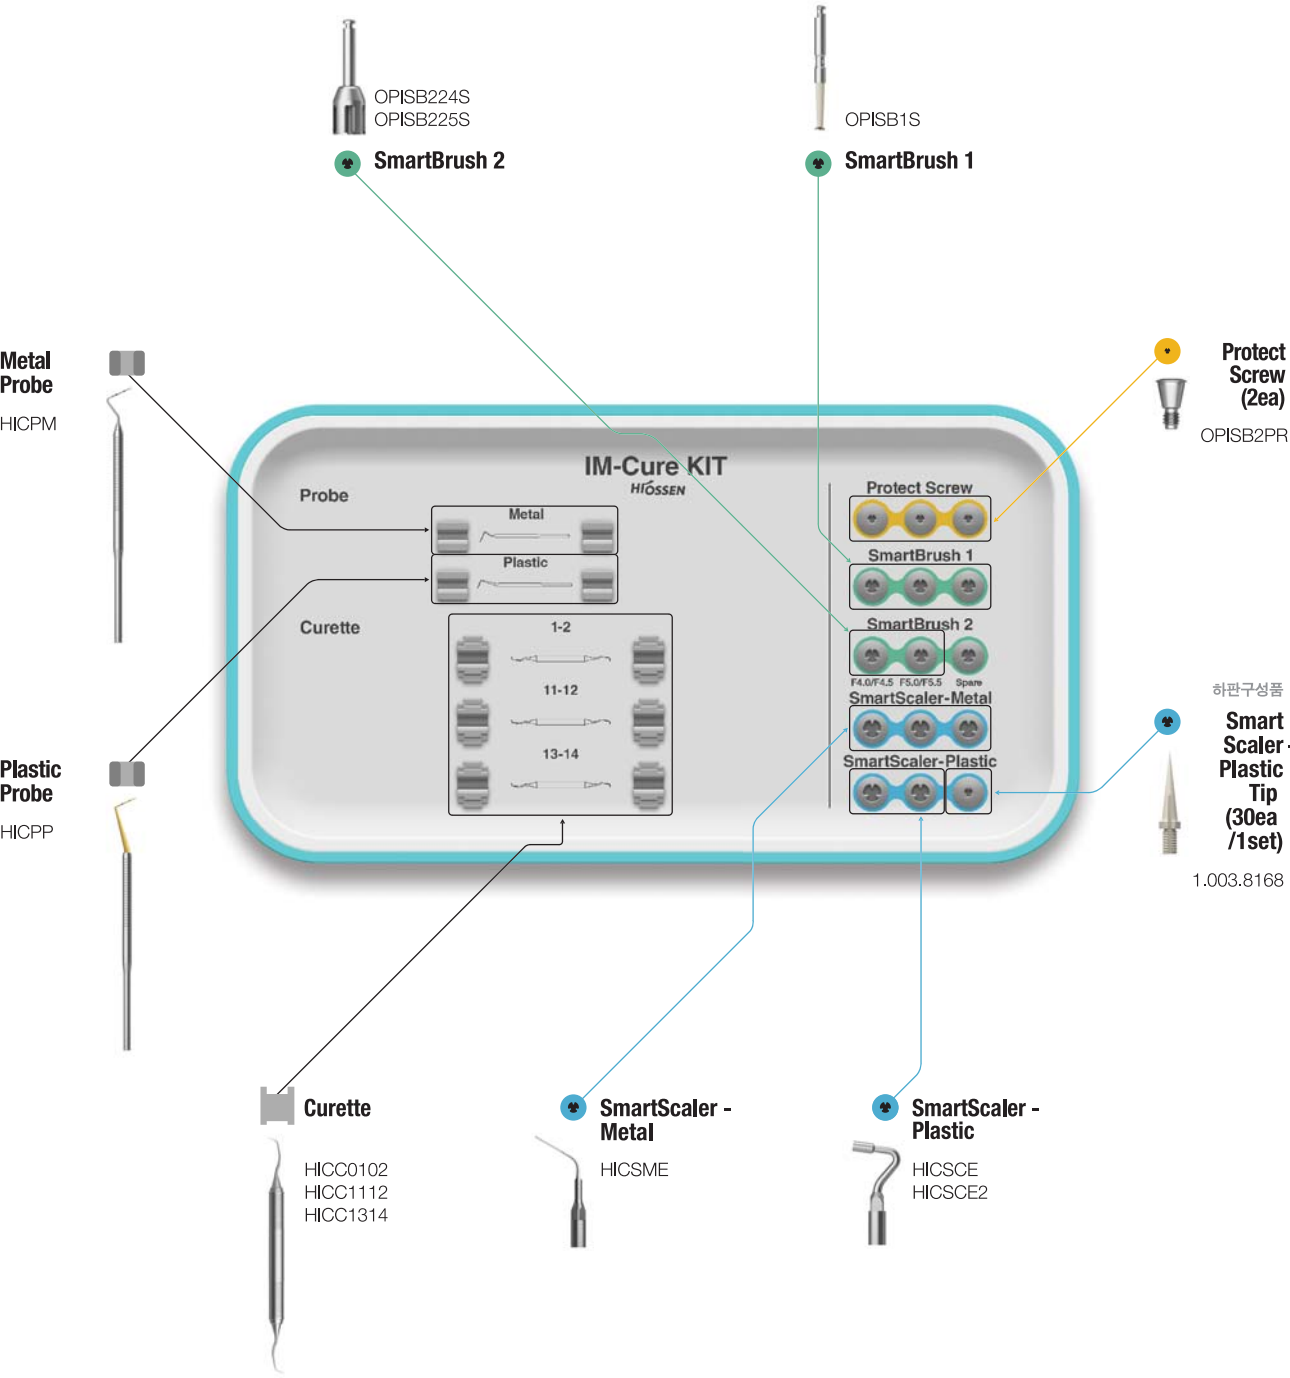 OPISB224S
OPISB225S
SmartBrush 2
OPISB1S
SmartBrush 1
Metal
Probe
HICPM
Protect
Screw
(2ea)
OPISB2PR
IM-Cure KIT
HIOSSEN
Probe
Metal
Plastic
Curette
1-2
11-12
13-14
Protect Screw
SmartBrush 1
SmartBrush 2
F4.0/F4.5 F5.0/F5.5 Spare
SmartScaler-Metal
SmartScaler-Plastic
하판구성품
Smart
Scaler -
Plastic
Tip
(30ea
/1set)
1.003.8168
Plastic
Probe
HICPP
Curette
HICC0102
HICC1112
HICC1314
SmartScaler -
Metal
HICSME
SmartScaler -
Plastic
HICSCE
HICSCE2